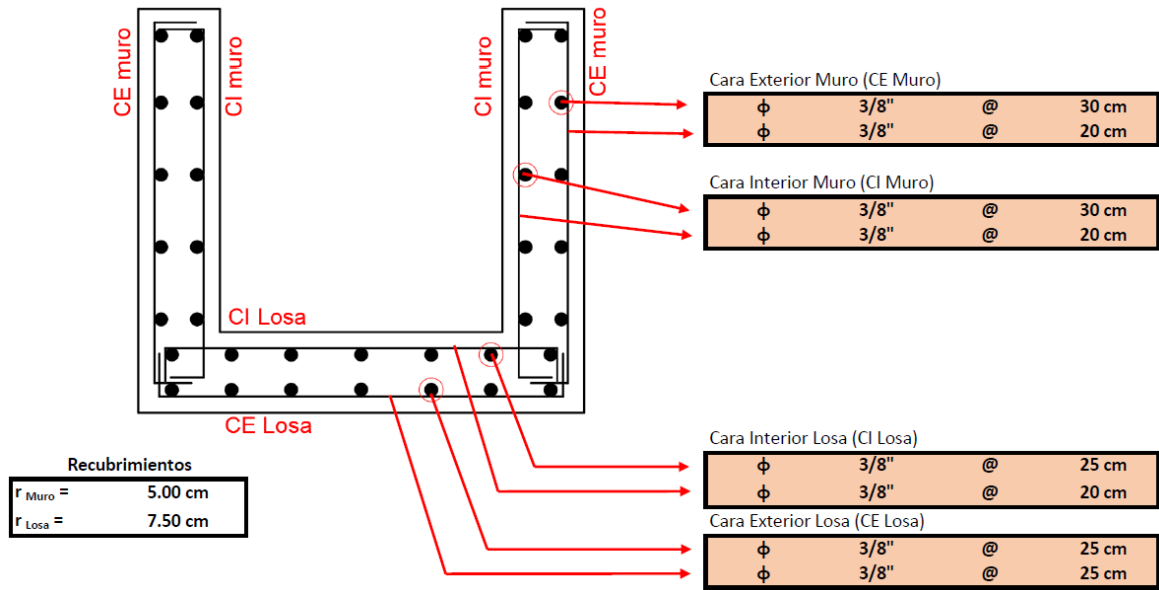 CE muro
CI muro
CI muro
CE muro
Cara Exterior Muro (CE Muro)
ϕ 3/8" @ 30 cm
ϕ 3/8" @ 20 cm
Cara Interior Muro (CI Muro)
ϕ 3/8" @ 30 cm
ϕ 3/8" @ 20 cm
CI Losa
CE Losa
Recubrimientos
r Muro = 5.00 cm
r Losa = 7.50 cm
Cara Interior Losa (CI Losa)
ϕ 3/8" @ 25 cm
ϕ 3/8" @ 20 cm
Cara Exterior Losa (CE Losa)
ϕ 3/8" @ 25 cm
ϕ 3/8" @ 25 cm